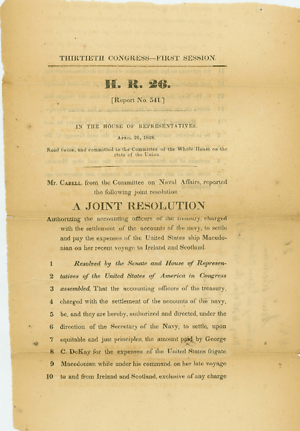 THIRTIETH CONGRESS—FIRST SESSION.
H. R. 26.
[Report No. 541.]
IN THE HOUSE OF REPRESENTATIVES.
April 26, 1848.
Read twice, and committed to the Committee of the Whole House on the
state of the Union.
Mr. Cabell, from the Committee on Naval Affairs, reported
the following joint resolution
A JOINT RESOLUTION
Authorizing the accounting officers of the treasury, charged
with the settlement of the accounts of the navy, to settle
and pay the expenses of the United States ship Macedo-
nian on her recent voyage to Ireland and Scotland.
1 Resolved by the Senate and House of Represen-
2 tatives of the United States of America in Congress
3 assembled, That the accounting officers of the treasury,
4 charged with the settlement of the accounts of the navy,
5 be, and they are hereby, authorized and directed, under the
6 direction of the Secretary of the Navy, to settle, upon
7 equitable and just principles, the amount paid by George
8 C. DeKay for the expenses of the United States frigate
9 Macedonian while under his command, on her late voyage
10 to and from Ireland and Scotland, exclusive of any charge